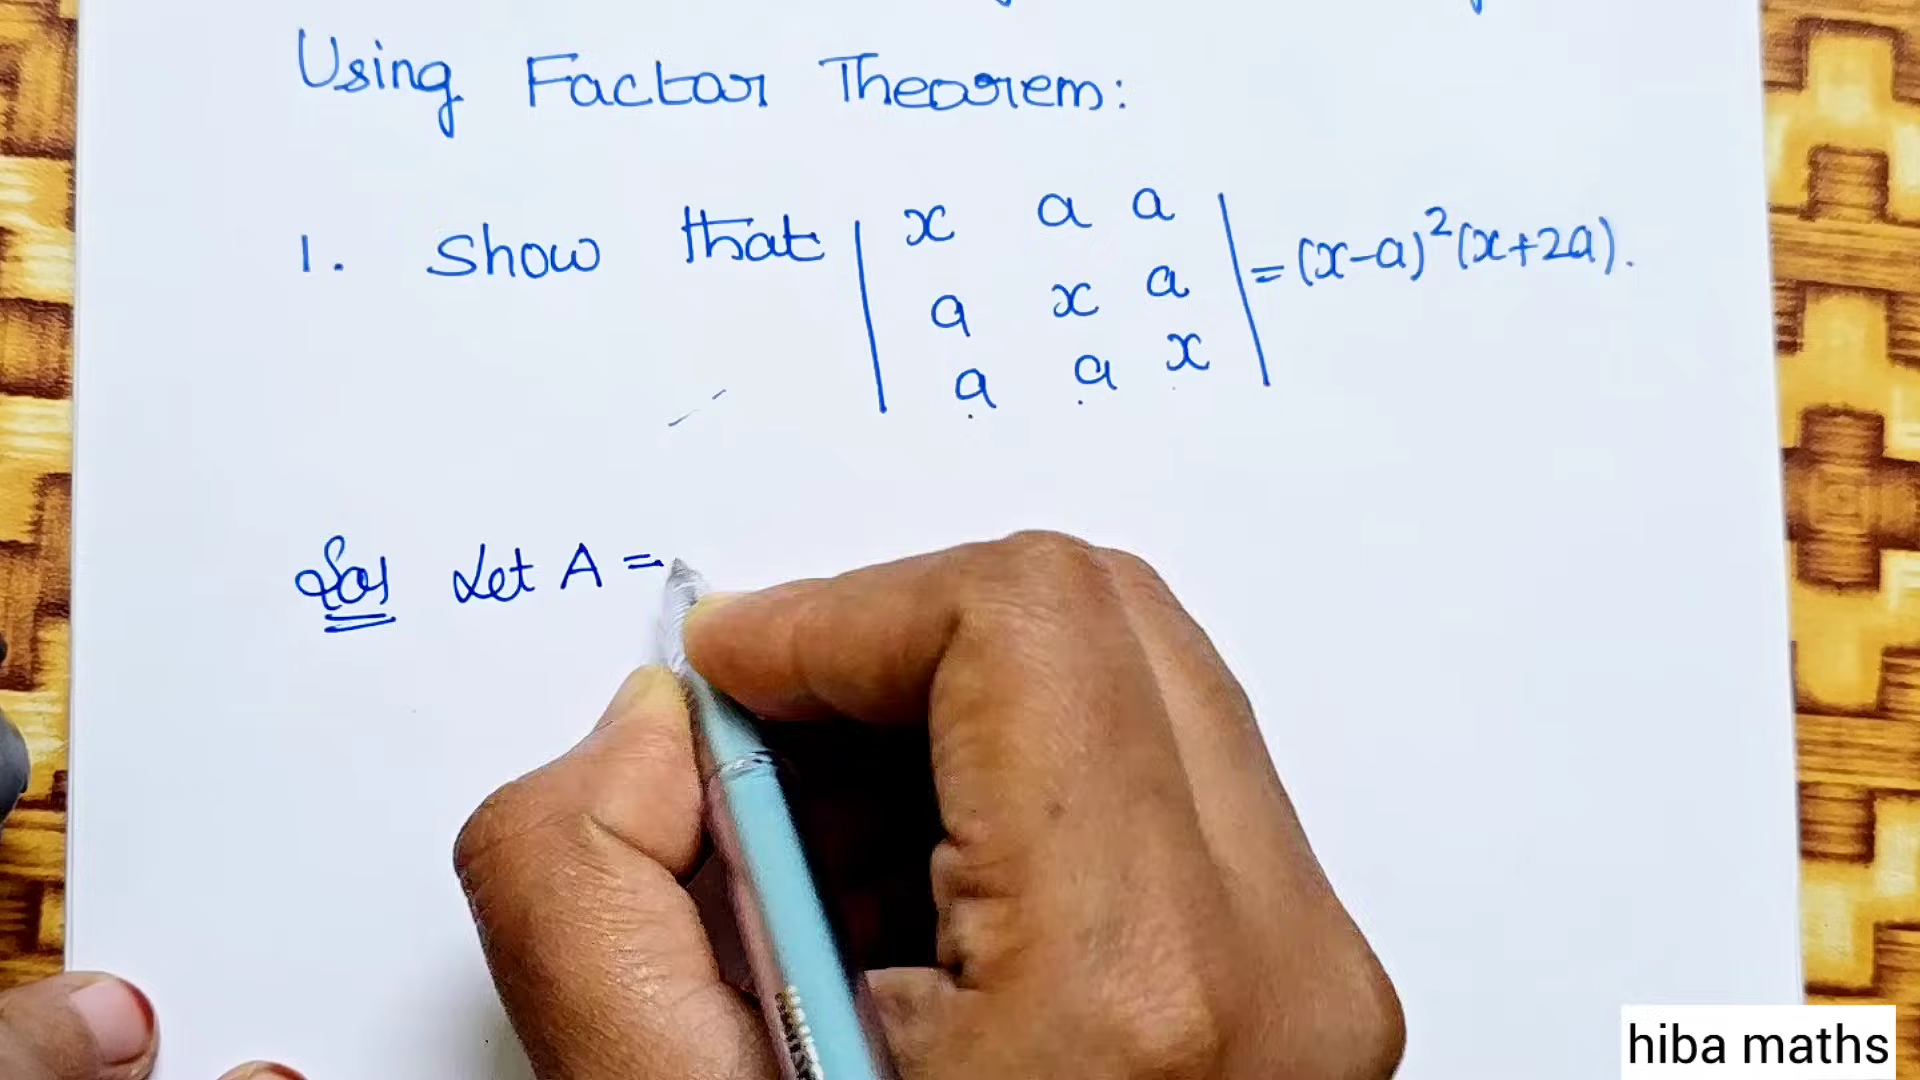 Using Factor Theorem:
1. Show that | x a a | = (x-a)²(x+2a).
| a x a |
| a a x |
Sol Let A =
hiba maths